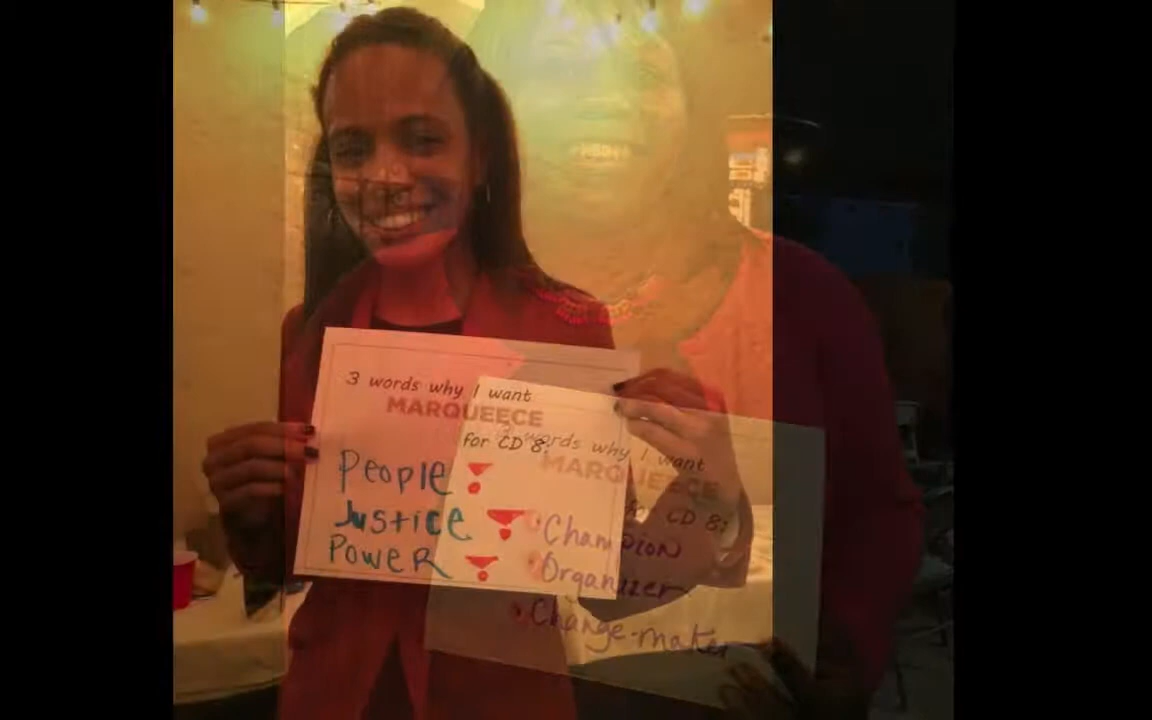 3 words why I want
MARQUEECE
for CD 8:
People!
Justice!
Power!
3 words why I want
MARQUEECE
for CD 8:
Champion
Organizer
Change-maker